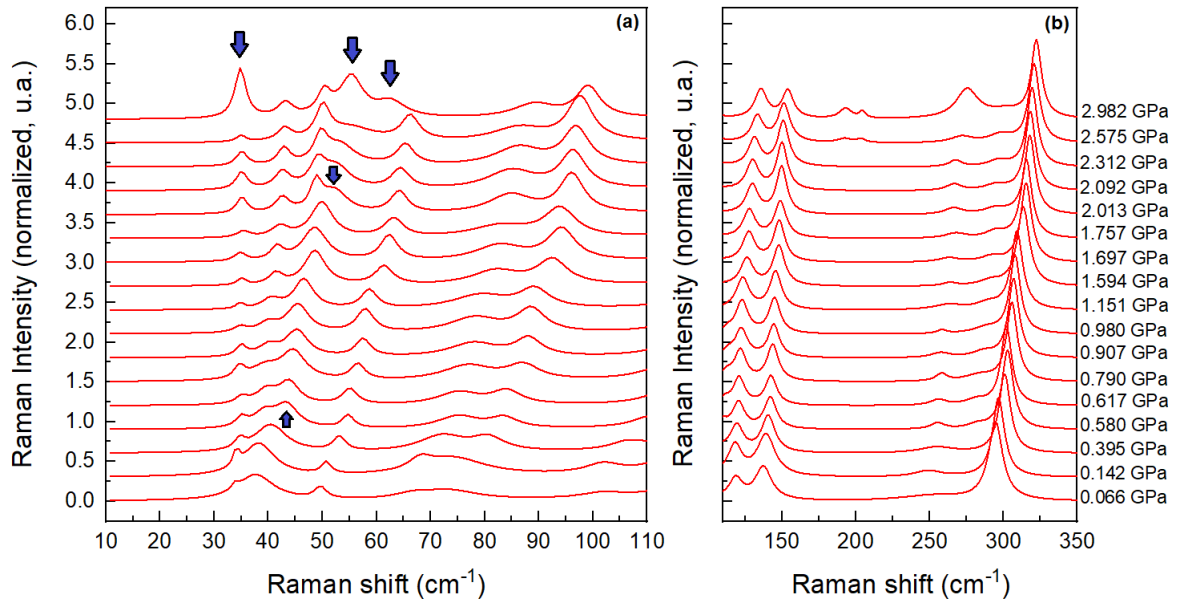 (a)
(b)
Raman Intensity (normalized, u.a.)
6.0
5.5
5.0
4.5
4.0
3.5
3.0
2.5
2.0
1.5
1.0
0.5
0.0
10 20 30 40 50 60 70 80 90 100 110
Raman shift (cm⁻¹)
Raman Intensity (normalized, u.a.)
2.982 GPa
2.575 GPa
2.312 GPa
2.092 GPa
2.013 GPa
1.757 GPa
1.697 GPa
1.594 GPa
1.151 GPa
0.980 GPa
0.907 GPa
0.790 GPa
0.617 GPa
0.580 GPa
0.395 GPa
0.142 GPa
0.066 GPa
150 200 250 300 350
Raman shift (cm⁻¹)